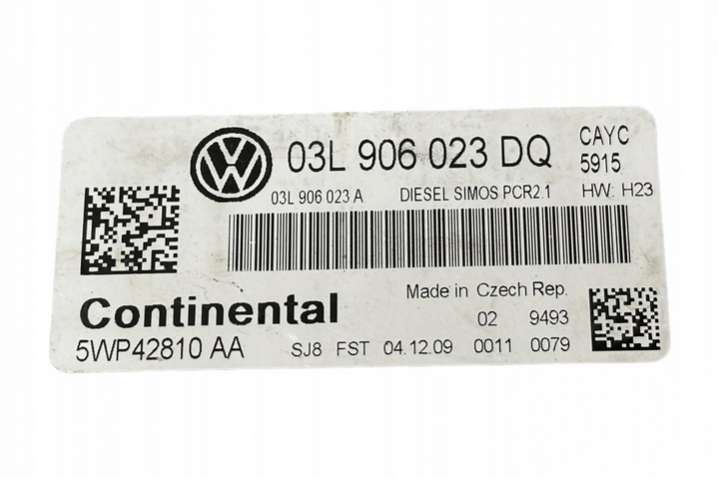 VW 03L 906 023 DQ CAYC
5915
03L 906 023 A DIESEL SIMOS PCR2.1 HW: H23
Made in Czech Rep.
Continental 02 9493
5WP42810 AA SJ8 FST 04.12.09 0011 0079